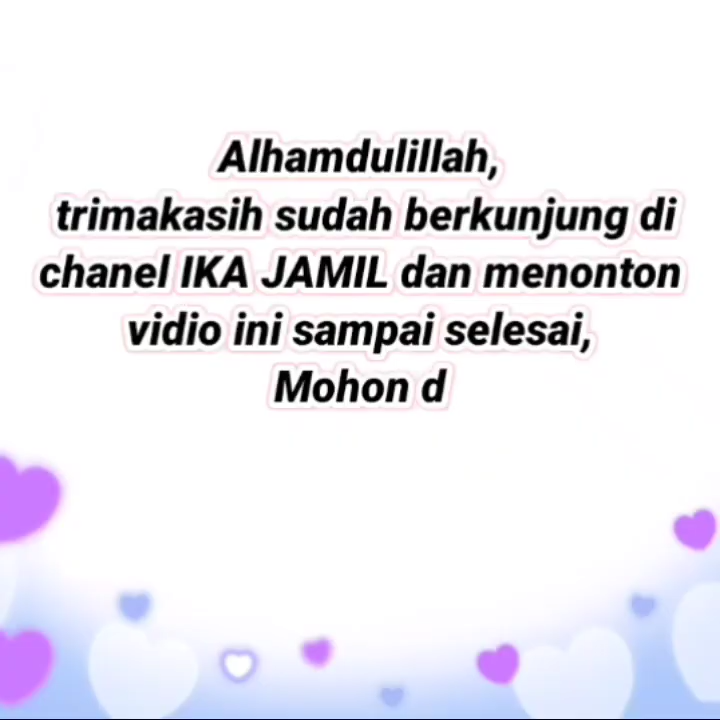 Alhamdulillah,
trimakasih sudah berkunjung di
chanel IKA JAMIL dan menonton
vidio ini sampai selesai,
Mohon d